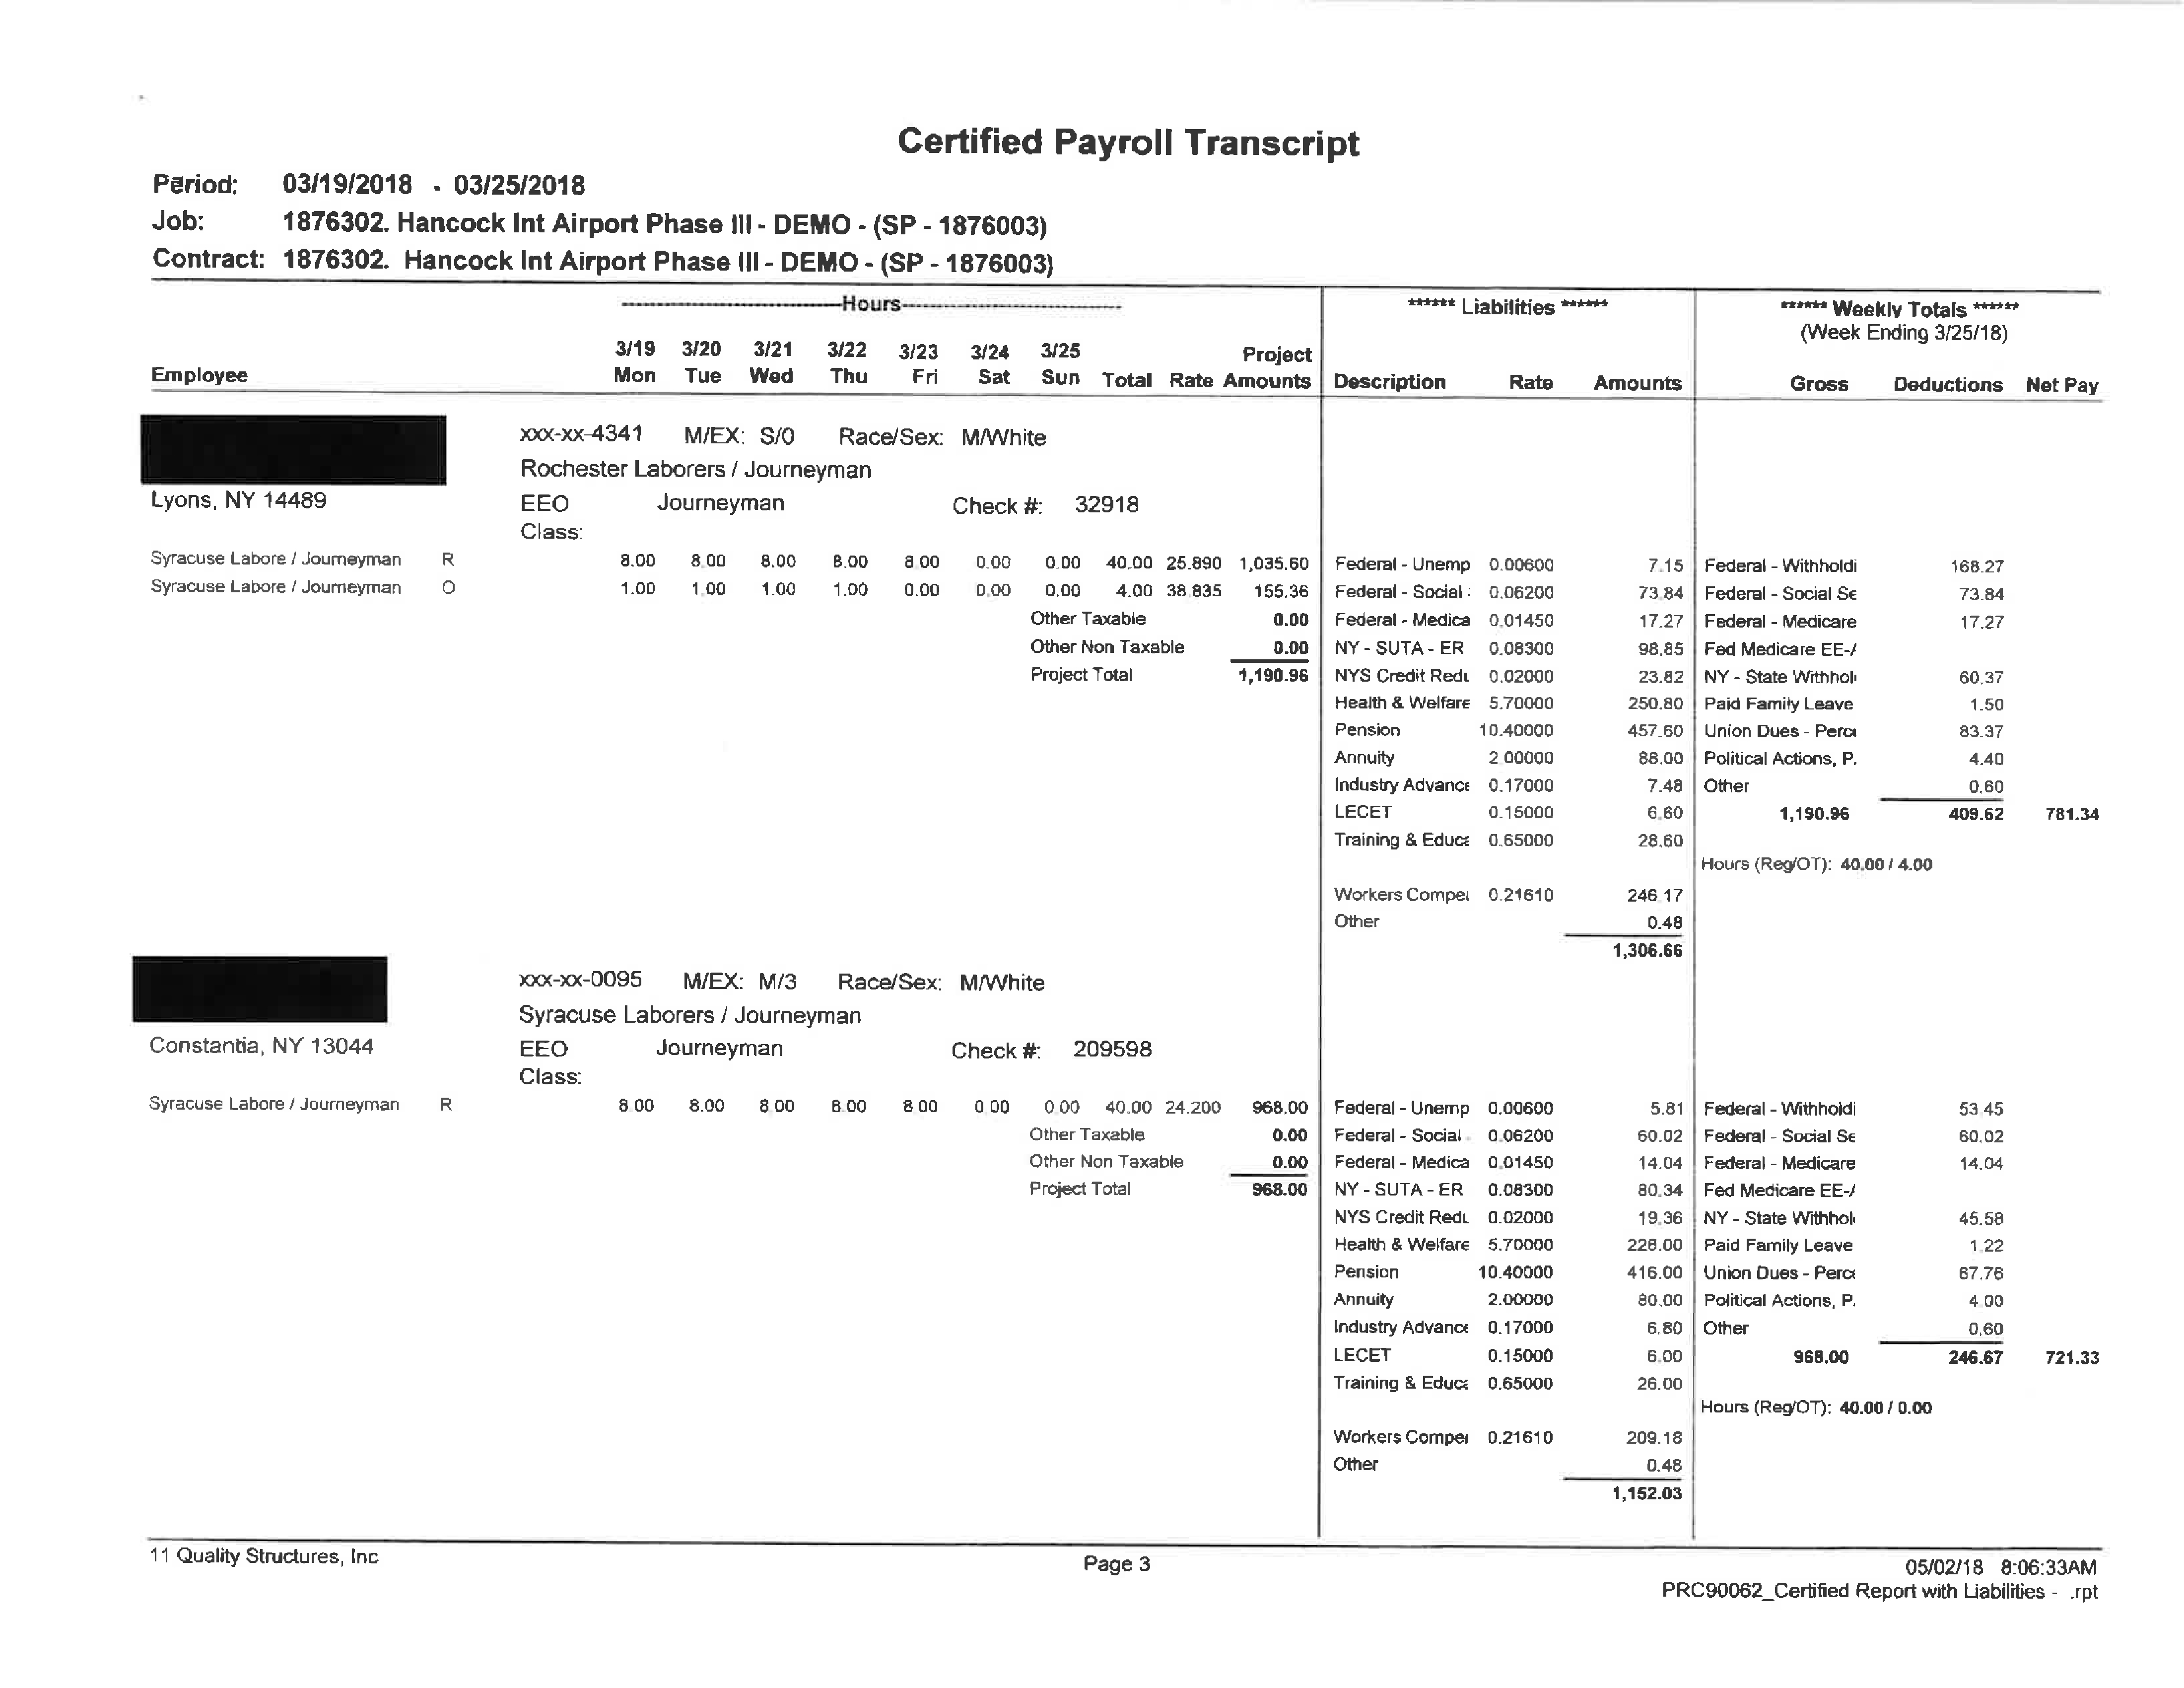 Certified Payroll Transcript
Period: 03/19/2018 - 03/25/2018
Job: 1876302. Hancock Int Airport Phase III - DEMO - (SP - 1876003)
Contract: 1876302. Hancock Int Airport Phase III - DEMO - (SP - 1876003)
------Hours------ ****** Liabilities ****** ****** Weekly Totals ******
(Week Ending 3/25/18)
3/19 3/20 3/21 3/22 3/23 3/24 3/25 Project
Employee Mon Tue Wed Thu Fri Sat Sun Total Rate Amounts Description Rate Amounts Gross Deductions Net Pay
xxx-xx-4341 M/EX: S/0 Race/Sex: M/White
Rochester Laborers / Journeyman
Lyons, NY 14489 EEO Journeyman Check #: 32918
Class:
Syracuse Labore / Journeyman R 8.00 8.00 8.00 8.00 8.00 0.00 0.00 40.00 25.890 1,035.60 Federal - Unemp 0.00600 7.15 Federal - Withholdi 168.27
Syracuse Labore / Journeyman O 1.00 1.00 1.00 1.00 0.00 0.00 0.00 4.00 38.835 155.36 Federal - Social 0.06200 73.84 Federal - Social Se 73.84
Other Taxable 0.00 Federal - Medica 0.01450 17.27 Federal - Medicare 17.27
Other Non Taxable 0.00 NY - SUTA - ER 0.08300 98.85 Fed Medicare EE-/
Project Total 1,190.96 NYS Credit Redu 0.02000 23.82 NY - State Withhol 60.37
Health & Welfare 5.70000 250.80 Paid Family Leave 1.50
Pension 10.40000 457.60 Union Dues - Perce 83.37
Annuity 2.00000 88.00 Political Actions, P. 4.40
Industry Advance 0.17000 7.48 Other 0.60
LECET 0.15000 6.60 1,190.96 409.62 781.34
Training & Educa 0.65000 28.60
Hours (Reg/OT): 40.00 / 4.00
Workers Compe 0.21610 246.17
Other 0.48
1,306.66
xxx-xx-0095 M/EX: M/3 Race/Sex: M/White
Syracuse Laborers / Journeyman
Constantia, NY 13044 EEO Journeyman Check #: 209598
Class:
Syracuse Labore / Journeyman R 8.00 8.00 8.00 8.00 8.00 0.00 0.00 40.00 24.200 968.00 Federal - Unemp 0.00600 5.81 Federal - Withholdi 53.45
Other Taxable 0.00 Federal - Social 0.06200 60.02 Federal - Social Se 60.02
Other Non Taxable 0.00 Federal - Medica 0.01450 14.04 Federal - Medicare 14.04
Project Total 968.00 NY - SUTA - ER 0.08300 80.34 Fed Medicare EE-/
NYS Credit Redu 0.02000 19.36 NY - State Withhol 45.58
Health & Welfare 5.70000 228.00 Paid Family Leave 1.22
Pension 10.40000 416.00 Union Dues - Perce 67.76
Annuity 2.00000 80.00 Political Actions, P. 4.00
Industry Advance 0.17000 6.80 Other 0.60
LECET 0.15000 6.00 968.00 246.67 721.33
Training & Educa 0.65000 26.00
Hours (Reg/OT): 40.00 / 0.00
Workers Compe 0.21610 209.18
Other 0.48
1,152.03
11 Quality Structures, Inc Page 3 05/02/18 8:06:33AM
PRC90062_Certified Report with Liabilities - .rpt